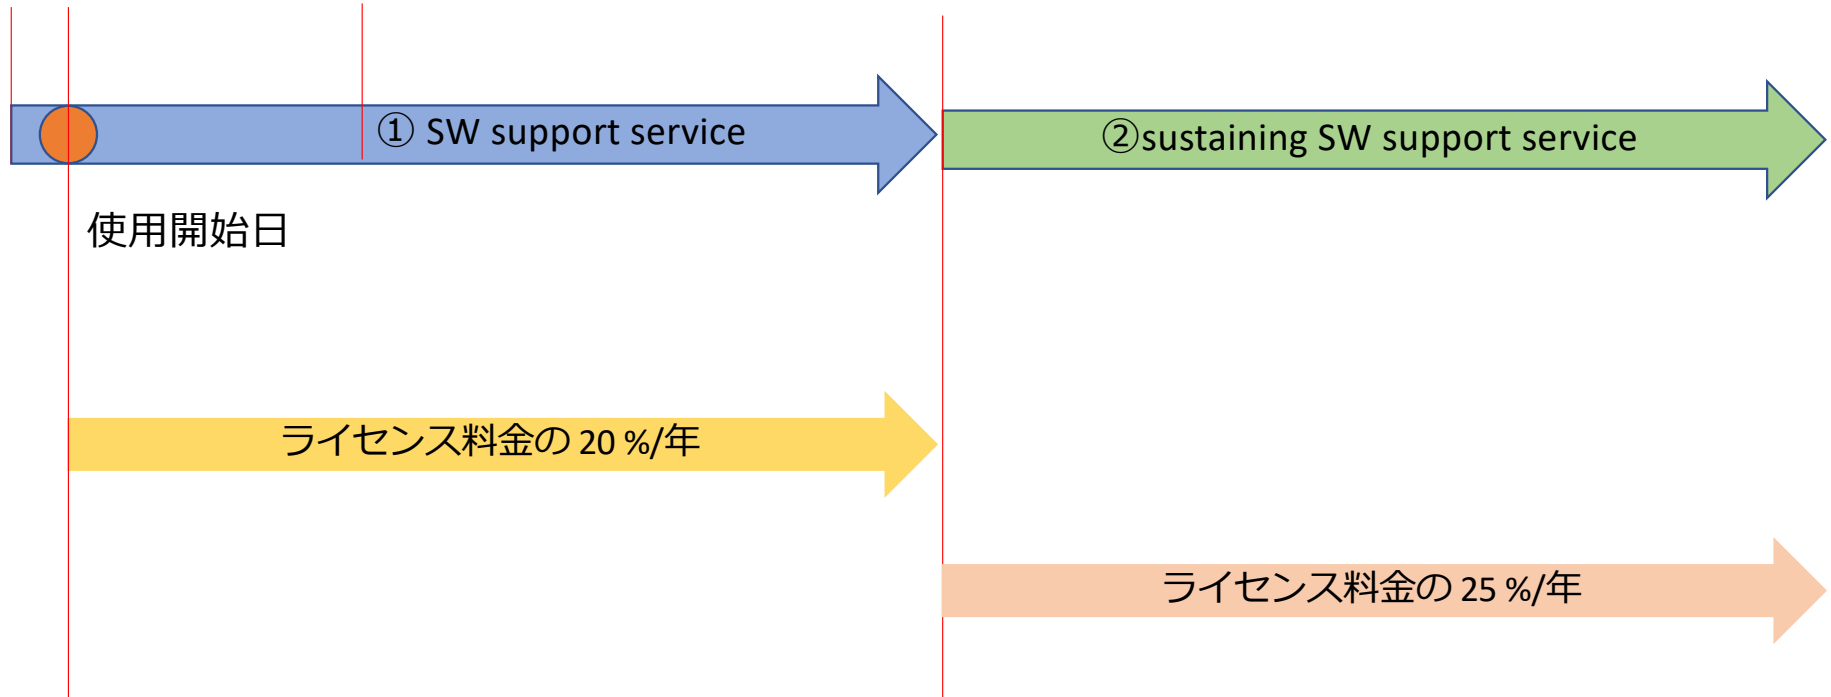 ① SW support service
②sustaining SW support service
使用開始日
ライセンス料金の 20 %/年
ライセンス料金の 25 %/年